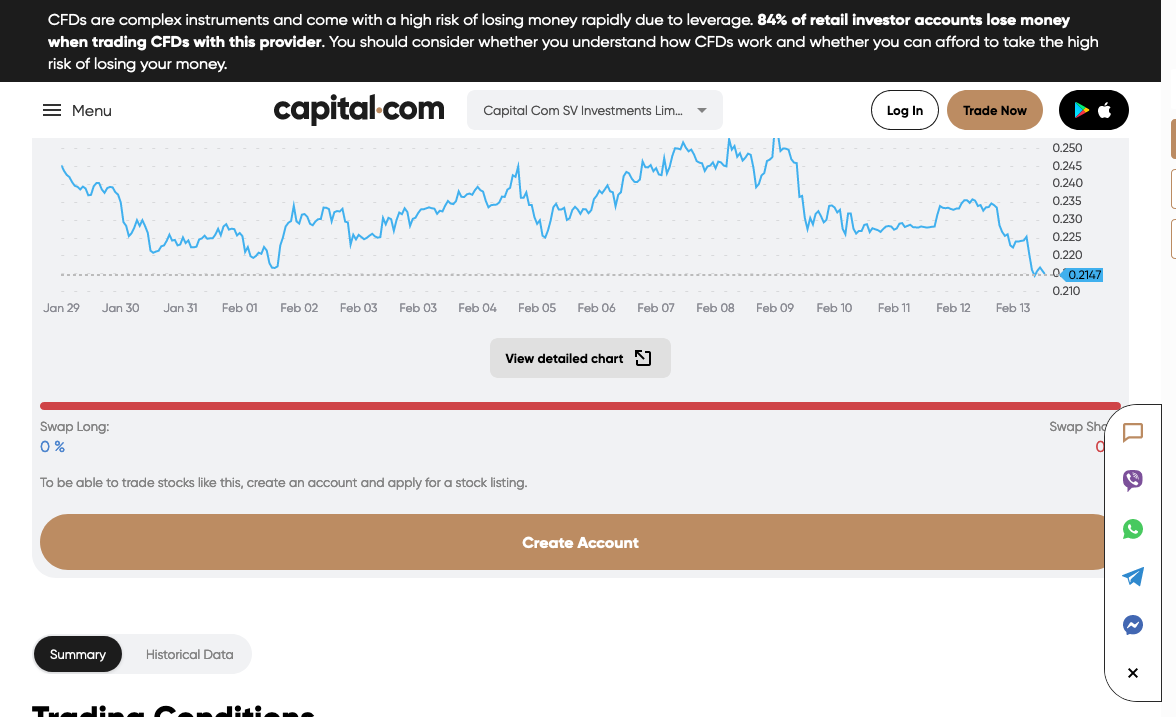 CFDs are complex instruments and come with a high risk of losing money rapidly due to leverage. 84% of retail investor accounts lose money
when trading CFDs with this provider. You should consider whether you understand how CFDs work and whether you can afford to take the high
risk of losing your money.
Menu
capital.com
Capital Com SV Investments Lim...
Log In
Trade Now
0.250
0.245
0.240
0.235
0.230
0.225
0.220
0.2147
0.210
Jan 29 Jan 30 Jan 31 Feb 01 Feb 02 Feb 03 Feb 03 Feb 04 Feb 05 Feb 06 Feb 07 Feb 08 Feb 09 Feb 10 Feb 11 Feb 12 Feb 13
View detailed chart
Swap Long:
0 %
Swap
0
To be able to trade stocks like this, create an account and apply for a stock listing.
Create Account
Summary
Historical Data
Trading Conditions